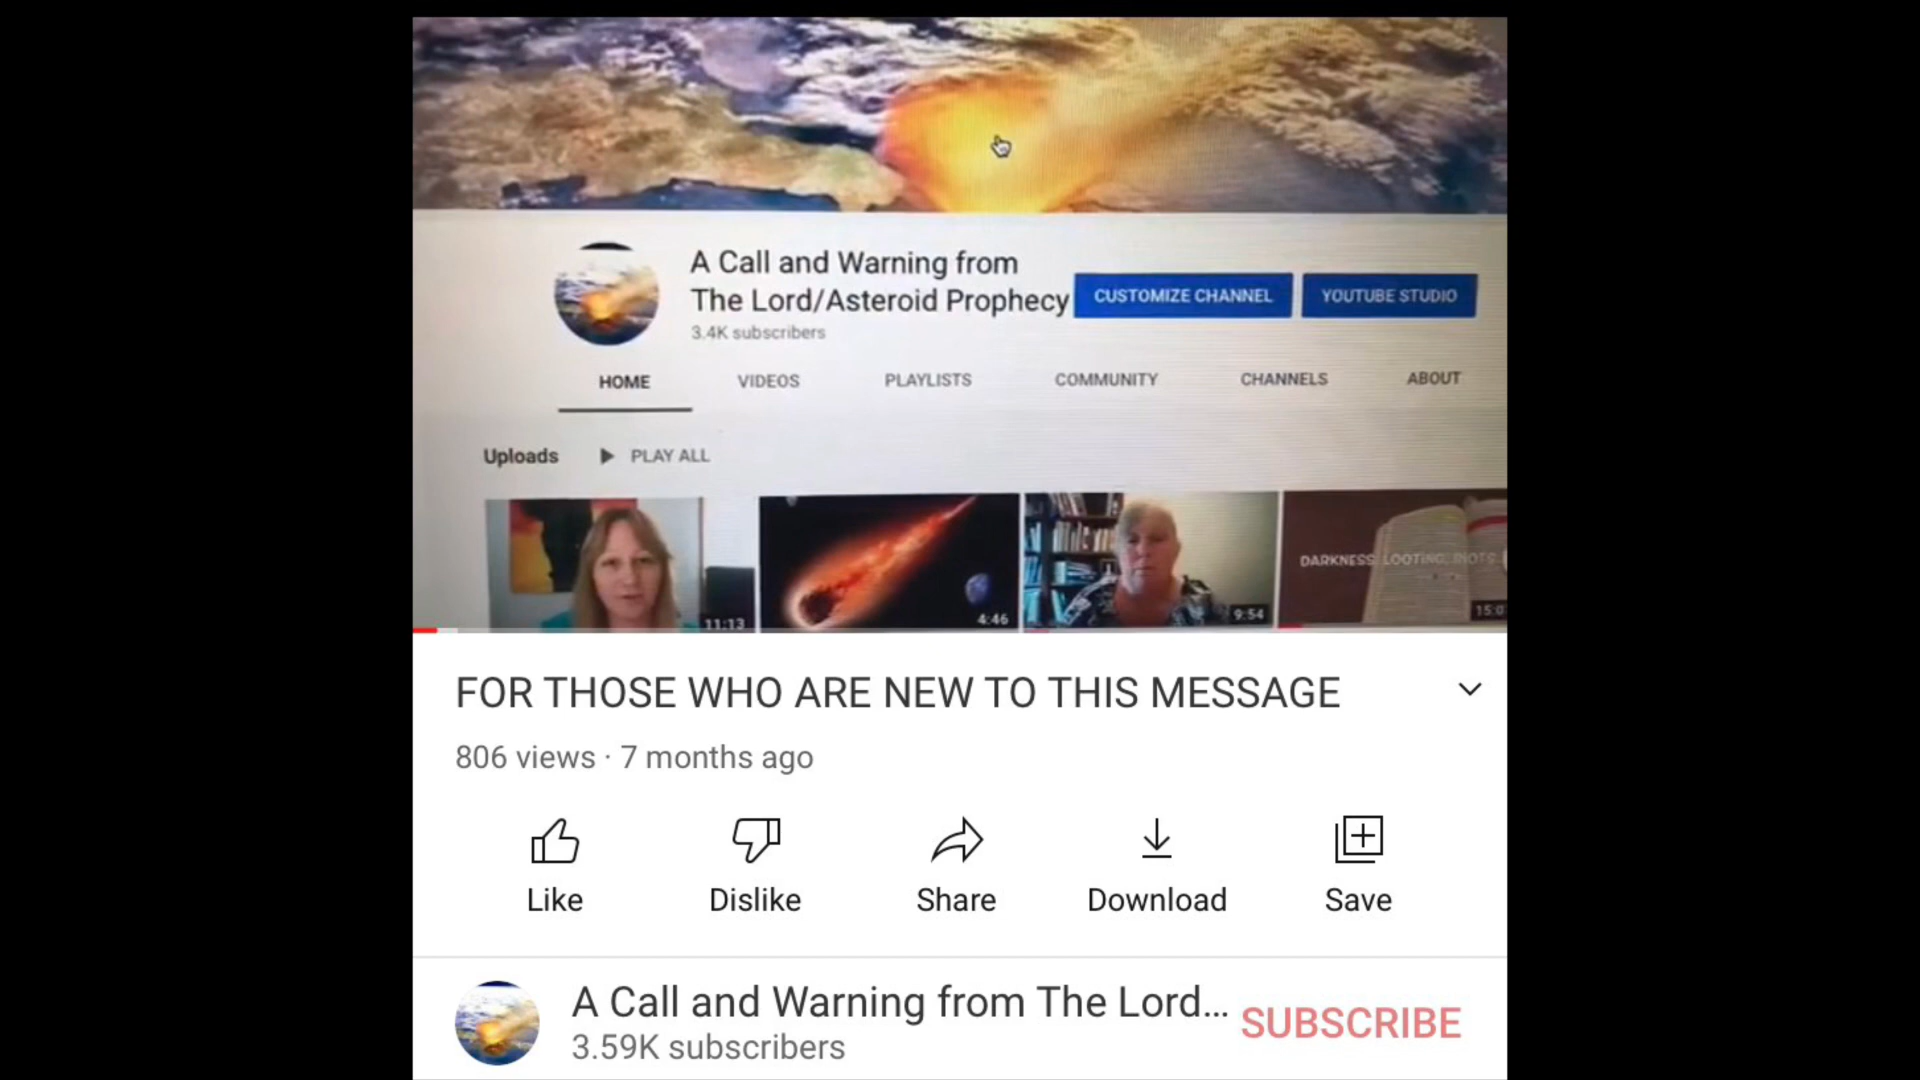 A Call and Warning from
The Lord/Asteroid Prophecy
3.4K subscribers
CUSTOMIZE CHANNEL
YOUTUBE STUDIO
HOME
VIDEOS
PLAYLISTS
COMMUNITY
CHANNELS
ABOUT
Uploads
PLAY ALL
DARKNESS LOOTING, RIOTS
11:13
4:46
9:54
FOR THOSE WHO ARE NEW TO THIS MESSAGE
806 views · 7 months ago
Like
Dislike
Share
Download
Save
A Call and Warning from The Lord...
3.59K subscribers
SUBSCRIBE